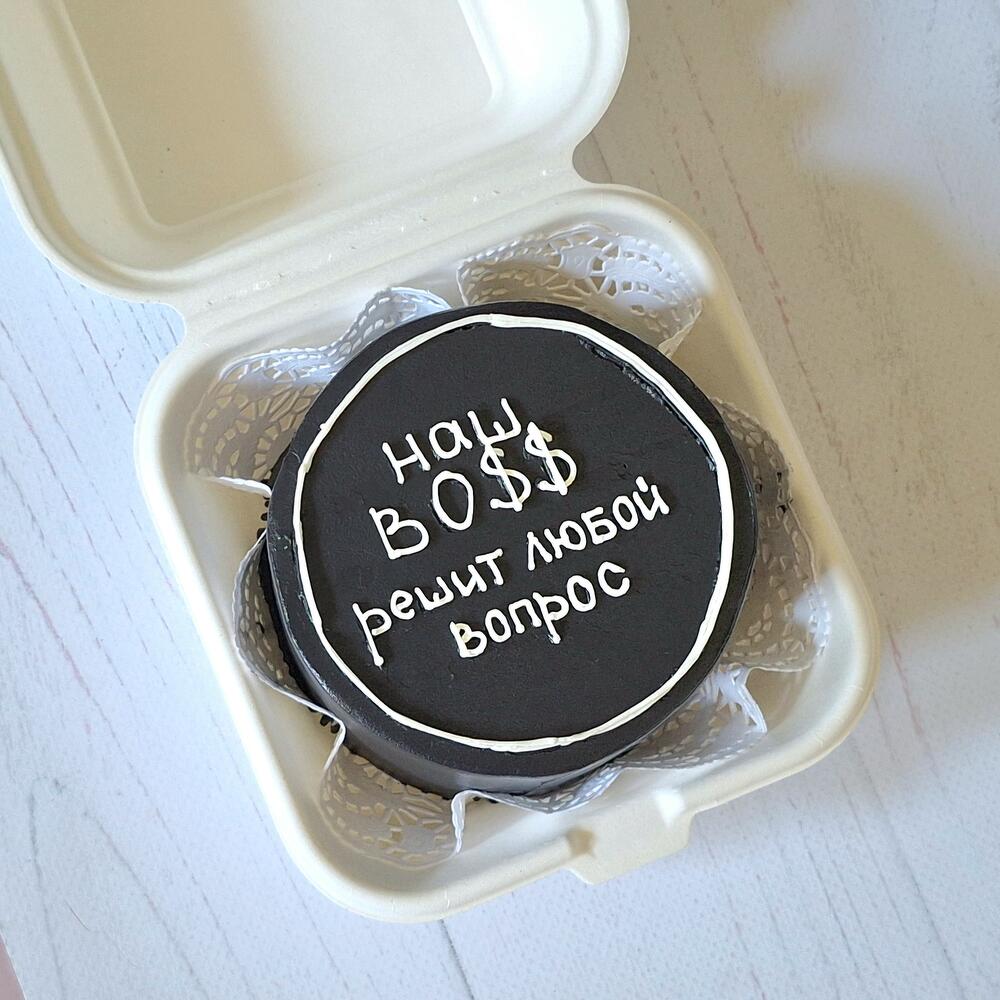 наш
BO$$
решит любой
вопрос